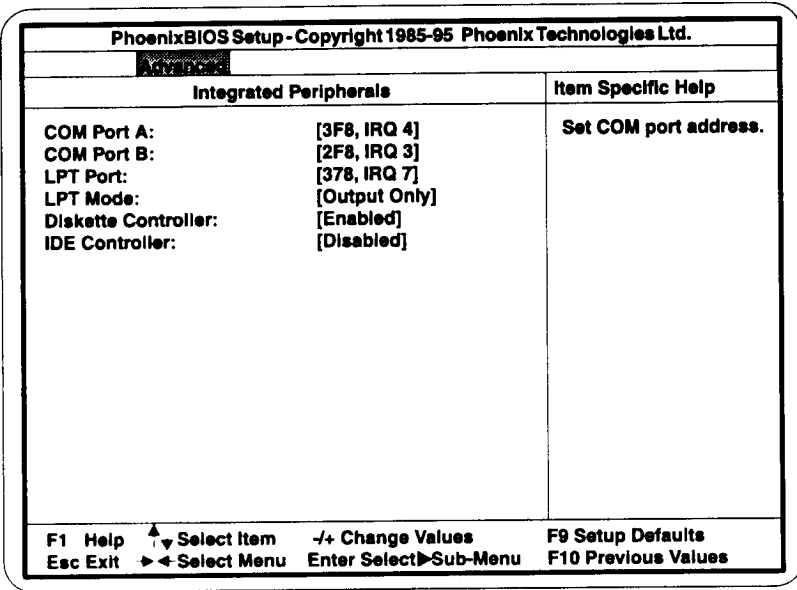 PhoenixBIOS Setup - Copyright 1985-95 Phoenix Technologies Ltd.
Advanced
Integrated Peripherals
Item Specific Help
COM Port A: [3F8, IRQ 4]
COM Port B: [2F8, IRQ 3]
LPT Port: [378, IRQ 7]
LPT Mode: [Output Only]
Diskette Controller: [Enabled]
IDE Controller: [Disabled]
Set COM port address.
F1 Help ▲▼ Select Item -/+ Change Values F9 Setup Defaults
Esc Exit ►◄ Select Menu Enter Select►Sub-Menu F10 Previous Values